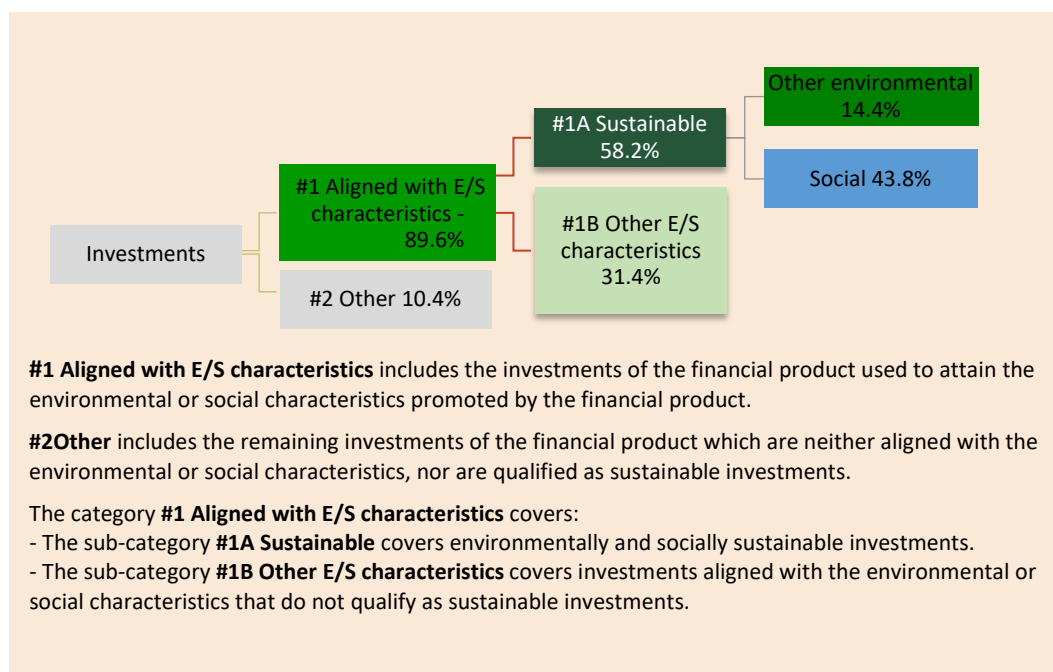 Other environmental
14.4%
#1A Sustainable
58.2%
Social 43.8%
#1 Aligned with E/S
characteristics -
89.6%
#1B Other E/S
characteristics
31.4%
Investments
#2 Other 10.4%
#1 Aligned with E/S characteristics includes the investments of the financial product used to attain the
environmental or social characteristics promoted by the financial product.
#2Other includes the remaining investments of the financial product which are neither aligned with the
environmental or social characteristics, nor are qualified as sustainable investments.
The category #1 Aligned with E/S characteristics covers:
- The sub-category #1A Sustainable covers environmentally and socially sustainable investments.
- The sub-category #1B Other E/S characteristics covers investments aligned with the environmental or
social characteristics that do not qualify as sustainable investments.